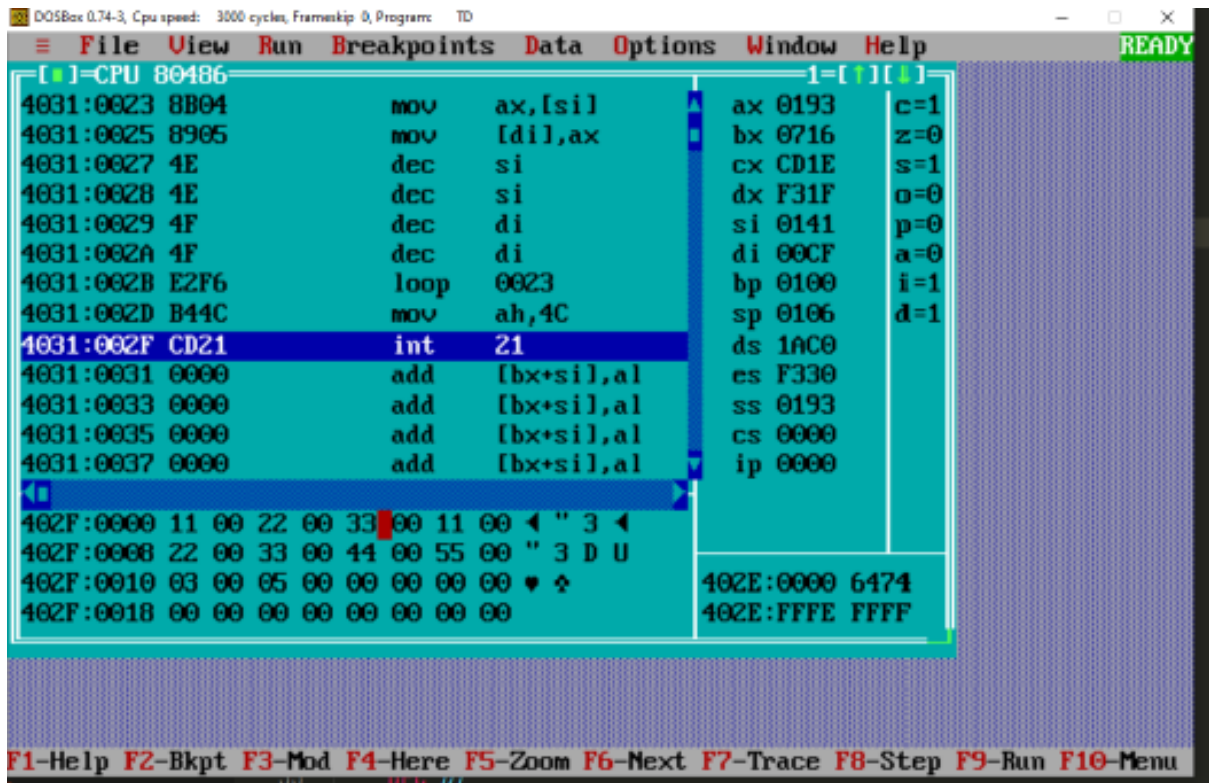 DOSBox 0.74-3, Cpu speed: 3000 cycles, Frameskip 0, Program: TD
≡ File View Run Breakpoints Data Options Window Help READY
[■]=CPU 80486 1=[↑][↓]
4031:0023 8B04 mov ax,[si] ax 0193 c=1
4031:0025 8905 mov [di],ax bx 0716 z=0
4031:0027 4E dec si cx CD1E s=1
4031:0028 4E dec si dx F31F o=0
4031:0029 4F dec di si 0141 p=0
4031:002A 4F dec di di 00CF a=0
4031:002B E2F6 loop 0023 bp 0100 i=1
4031:002D B44C mov ah,4C sp 0106 d=1
4031:002F CD21 int 21 ds 1AC0
4031:0031 0000 add [bx+si],al es F330
4031:0033 0000 add [bx+si],al ss 0193
4031:0035 0000 add [bx+si],al cs 0000
4031:0037 0000 add [bx+si],al ip 0000
402F:0000 11 00 22 00 33 00 11 00 ◄ " 3 ◄
402F:0008 22 00 33 00 44 00 55 00 " 3 D U
402F:0010 03 00 05 00 00 00 00 00 ♥ ♣ 402E:0000 6474
402F:0018 00 00 00 00 00 00 00 00 402E:FFFE FFFF
F1-Help F2-Bkpt F3-Mod F4-Here F5-Zoom F6-Next F7-Trace F8-Step F9-Run F10-Menu